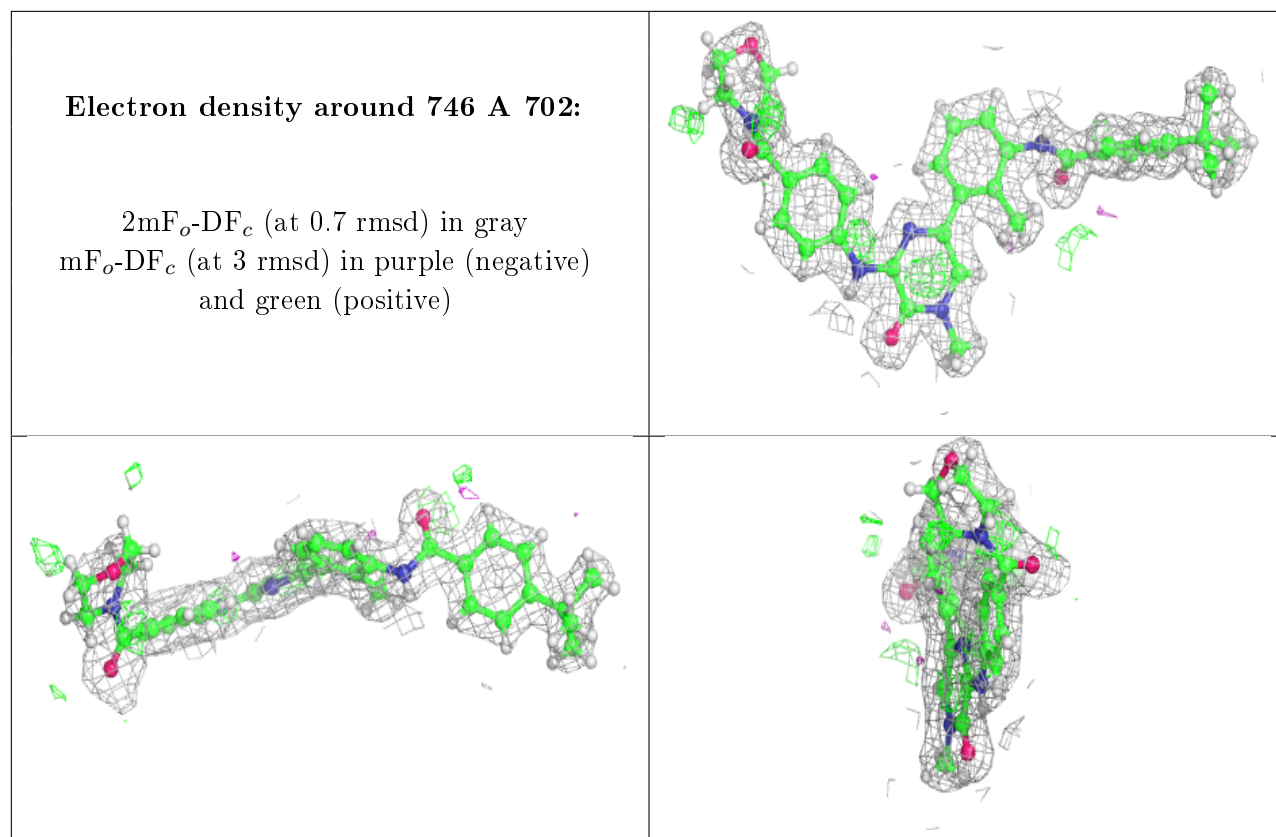 Electron density around 746 A 702:
2mFo-DFc (at 0.7 rmsd) in gray
mFo-DFc (at 3 rmsd) in purple (negative)
and green (positive)